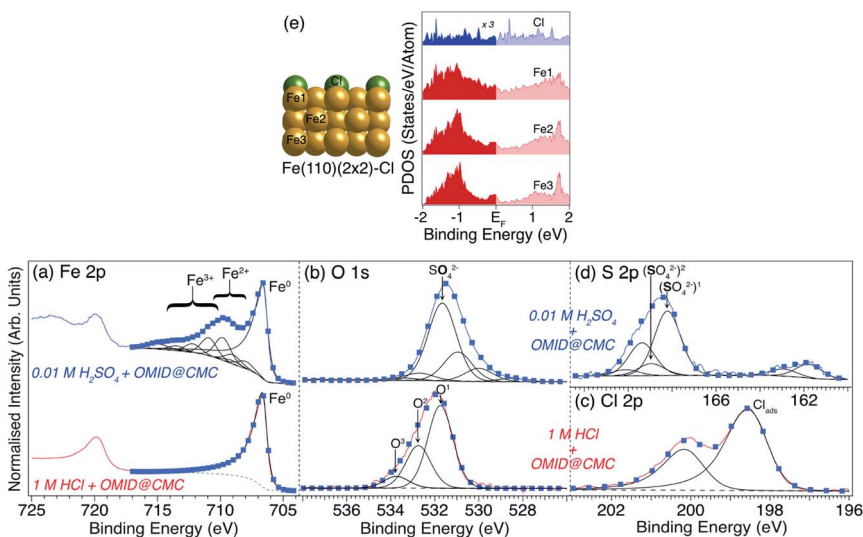 (e)
Cl
Fe1
Fe2
Fe3
Fe(110)(2x2)-Cl
PDOS (States/eV/Atom)
x 3
Cl
Fe1
Fe2
Fe3
-2 -1 E_F 1 2
Binding Energy (eV)
Normalised Intensity (Arb. Units)
(a) Fe 2p
Fe³⁺
Fe²⁺
Fe⁰
0.01 M H₂SO₄ + OMID@CMC
Fe⁰
1 M HCl + OMID@CMC
725 720 715 710 705
Binding Energy (eV)
(b) O 1s
SO₄²⁻
O¹
O²
O³
536 532 528
Binding Energy (eV)
(d) S 2p
(SO₄²⁻)²
(SO₄²⁻)¹
0.01 M H₂SO₄
+
OMID@CMC
166 162
(c) Cl 2p
Cl_ads
1 M HCl
+
OMID@CMC
202 200 198 196
Binding Energy (eV)